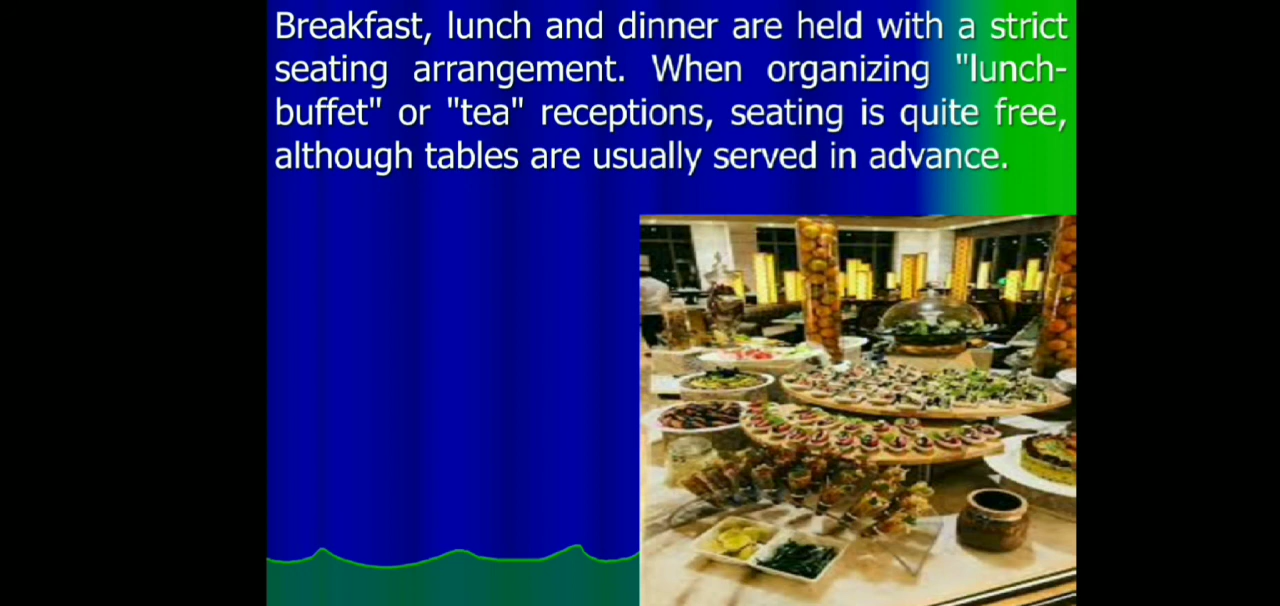 Breakfast, lunch and dinner are held with a strict
seating arrangement. When organizing "lunch-
buffet" or "tea" receptions, seating is quite free,
although tables are usually served in advance.